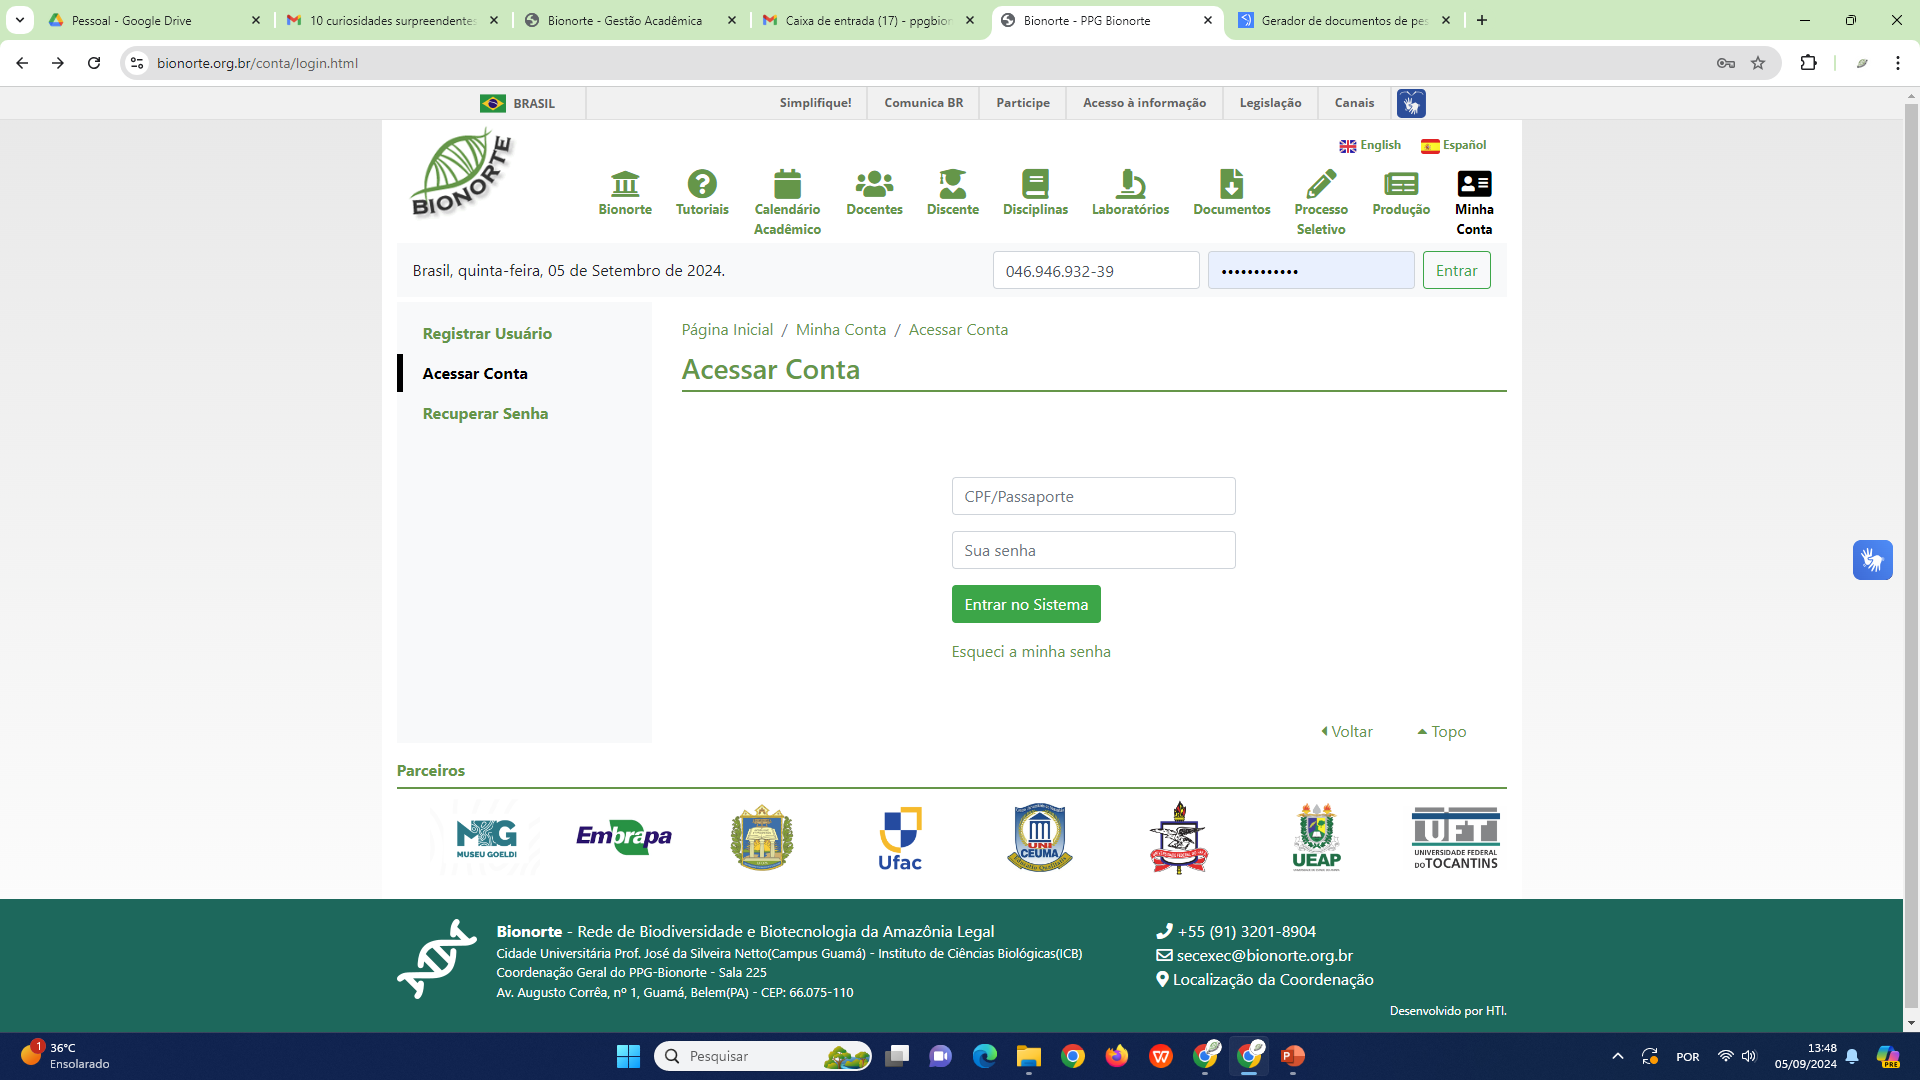 Pessoal - Google Drive
10 curiosidades surpreendentes
Bionorte - Gestão Acadêmica
Caixa de entrada (17) - ppgbion
Bionorte - PPG Bionorte
Gerador de documentos de pes
bionorte.org.br/conta/login.html
BRASIL
Simplifique!
Comunica BR
Participe
Acesso à informação
Legislação
Canais
English
Español
BIONORTE
Bionorte
Tutoriais
Calendário
Acadêmico
Docentes
Discente
Disciplinas
Laboratórios
Documentos
Processo
Seletivo
Produção
Minha
Conta
Brasil, quinta-feira, 05 de Setembro de 2024.
046.946.932-39
••••••••••••
Entrar
Registrar Usuário
Acessar Conta
Recuperar Senha
Página Inicial / Minha Conta / Acessar Conta
Acessar Conta
CPF/Passaporte
Sua senha
Entrar no Sistema
Esqueci a minha senha
Voltar
Topo
Parceiros
MUSEU GOELDI
Embrapa
Ufac
UNI
CEUMA
UEAP
UFT
UNIVERSIDADE FEDERAL
DO TOCANTINS
Bionorte - Rede de Biodiversidade e Biotecnologia da Amazônia Legal
Cidade Universitária Prof. José da Silveira Netto(Campus Guamá) - Instituto de Ciências Biológicas(ICB)
Coordenação Geral do PPG-Bionorte - Sala 225
Av. Augusto Corrêa, nº 1, Guamá, Belem(PA) - CEP: 66.075-110
+55 (91) 3201-8904
secexec@bionorte.org.br
Localização da Coordenação
Desenvolvido por HTI.
1
36°C
Ensolarado
Pesquisar
POR
13:48
05/09/2024
PRE